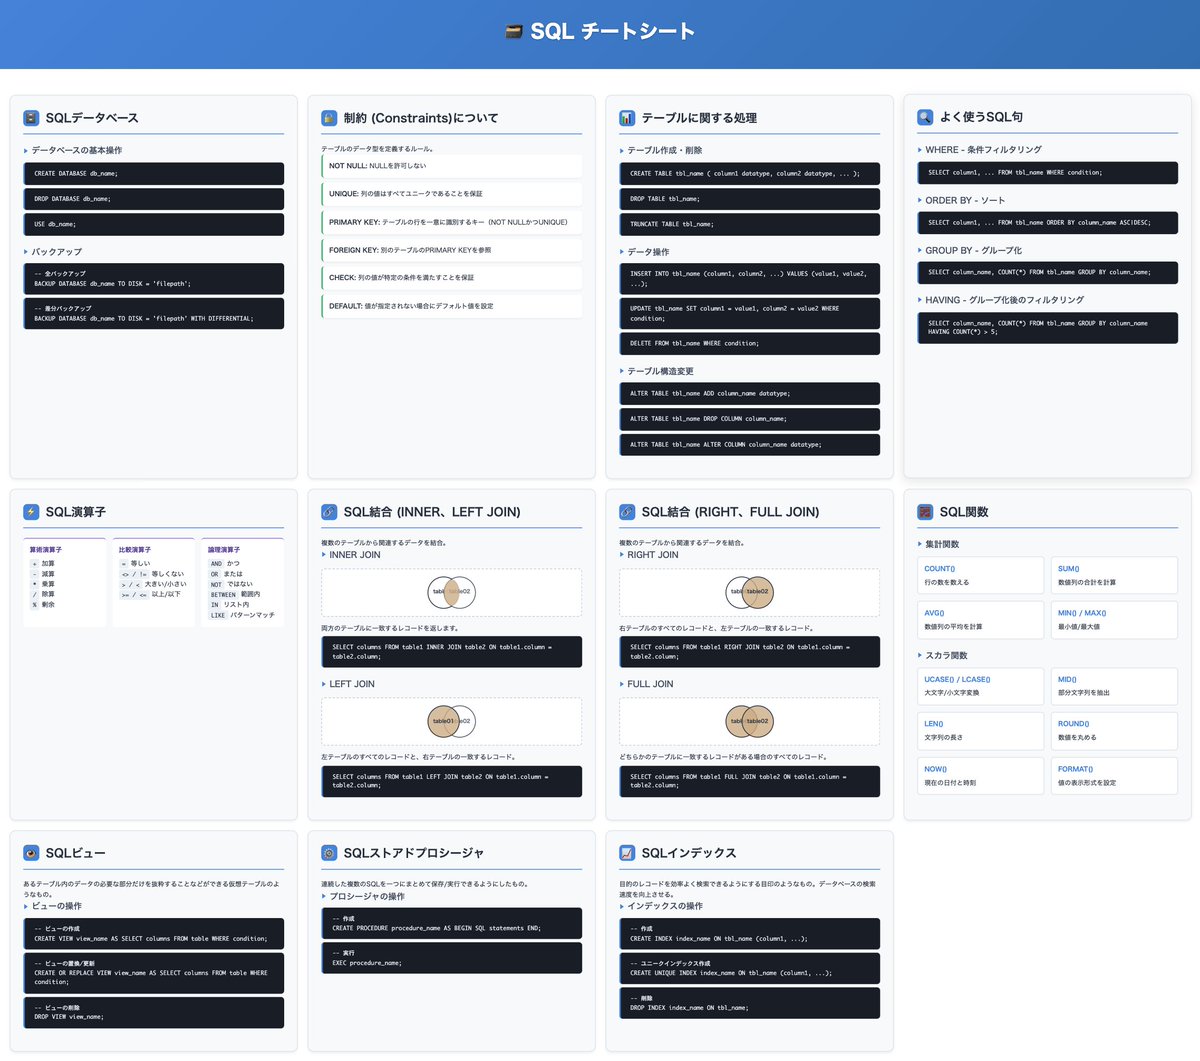 SQL チートシート
SQLデータベース
データベースの基本操作
CREATE DATABASE db_name;
DROP DATABASE db_name;
USE db_name;
バックアップ
-- 全バックアップ
BACKUP DATABASE db_name TO DISK = 'filepath';
-- 差分バックアップ
BACKUP DATABASE db_name TO DISK = 'filepath' WITH DIFFERENTIAL;
制約 (Constraints)について
テーブルのデータ型を定義するルール。
NOT NULL: NULLを許可しない
UNIQUE: 列の値はすべてユニークであることを保証
PRIMARY KEY: テーブルの行を一意に識別するキー（NOT NULLかつUNIQUE）
FOREIGN KEY: 別のテーブルのPRIMARY KEYを参照
CHECK: 列の値が特定の条件を満たすことを保証
DEFAULT: 値が指定されない場合にデフォルト値を設定
テーブルに関する処理
テーブル作成・削除
CREATE TABLE tbl_name ( column1 datatype, column2 datatype, ... );
DROP TABLE tbl_name;
TRUNCATE TABLE tbl_name;
データ操作
INSERT INTO tbl_name (column1, column2, ...) VALUES (value1, value2,
...);
UPDATE tbl_name SET column1 = value1, column2 = value2 WHERE
condition;
DELETE FROM tbl_name WHERE condition;
テーブル構造変更
ALTER TABLE tbl_name ADD column_name datatype;
ALTER TABLE tbl_name DROP COLUMN column_name;
ALTER TABLE tbl_name ALTER COLUMN column_name datatype;
よく使うSQL句
WHERE - 条件フィルタリング
SELECT column1, ... FROM tbl_name WHERE condition;
ORDER BY - ソート
SELECT column1, ... FROM tbl_name ORDER BY column_name ASC|DESC;
GROUP BY - グループ化
SELECT column_name, COUNT(*) FROM tbl_name GROUP BY column_name;
HAVING - グループ化後のフィルタリング
SELECT column_name, COUNT(*) FROM tbl_name GROUP BY column_name
HAVING COUNT(*) > 5;
SQL演算子
算術演算子
+ 加算
- 減算
* 乗算
/ 除算
% 剰余
比較演算子
= 等しい
<> / != 等しくない
> / < 大きい/小さい
>= / <= 以上/以下
論理演算子
AND かつ
OR または
NOT ではない
BETWEEN 範囲内
IN リスト内
LIKE パターンマッチ
SQL結合 (INNER、LEFT JOIN)
複数のテーブルから関連するデータを結合。
INNER JOIN
tabl e02
両方のテーブルに一致するレコードを返します。
SELECT columns FROM table1 INNER JOIN table2 ON table1.column =
table2.column;
LEFT JOIN
table01 le02
左テーブルのすべてのレコードと、右テーブルの一致するレコード。
SELECT columns FROM table1 LEFT JOIN table2 ON table1.column =
table2.column;
SQL結合 (RIGHT、FULL JOIN)
複数のテーブルから関連するデータを結合。
RIGHT JOIN
tabl table02
右テーブルのすべてのレコードと、左テーブルの一致するレコード。
SELECT columns FROM table1 RIGHT JOIN table2 ON table1.column =
table2.column;
FULL JOIN
tabl table02
どちらかのテーブルに一致するレコードがある場合のすべてのレコード。
SELECT columns FROM table1 FULL JOIN table2 ON table1.column =
table2.column;
SQL関数
集計関数
COUNT()
行の数を数える
SUM()
数値列の合計を計算
AVG()
数値列の平均を計算
MIN() / MAX()
最小値/最大値
スカラ関数
UCASE() / LCASE()
大文字/小文字変換
MID()
部分文字列を抽出
LEN()
文字列の長さ
ROUND()
数値を丸める
NOW()
現在の日付と時刻
FORMAT()
値の表示形式を設定
SQLビュー
あるテーブル内のデータの必要な部分だけを抜粋することなどができる仮想テーブルのよ
うなもの。
ビューの操作
-- ビューの作成
CREATE VIEW view_name AS SELECT columns FROM table WHERE condition;
-- ビューの置換/更新
CREATE OR REPLACE VIEW view_name AS SELECT columns FROM table WHERE
condition;
-- ビューの削除
DROP VIEW view_name;
SQLストアドプロシージャ
連続した複数のSQLを一つにまとめて保存/実行できるようにしたもの。
プロシージャの操作
-- 作成
CREATE PROCEDURE procedure_name AS BEGIN SQL statements END;
-- 実行
EXEC procedure_name;
SQLインデックス
目的のレコードを効率よく検索できるようにする目印のようなもの。データベースの検索
速度を向上させる。
インデックスの操作
-- 作成
CREATE INDEX index_name ON tbl_name (column1, ...);
-- ユニークインデックス作成
CREATE UNIQUE INDEX index_name ON tbl_name (column1, ...);
-- 削除
DROP INDEX index_name ON tbl_name;